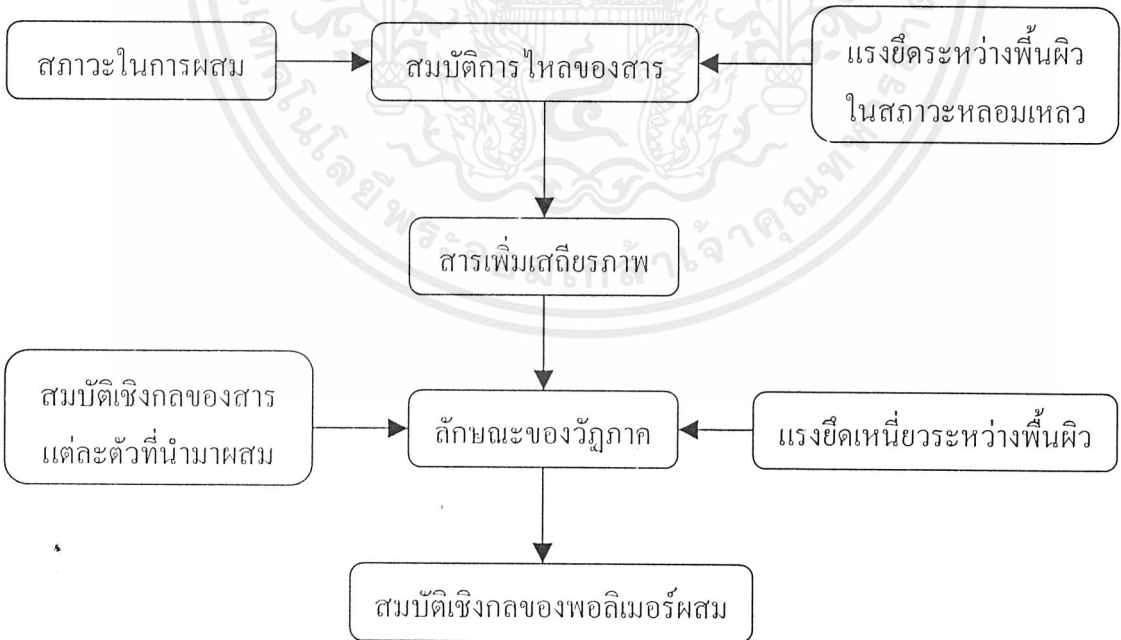 สภาวะในการผสม
สมบัติการไหลของสาร
แรงยึดระหว่างพื้นผิว
ในสภาวะหลอมเหลว
สารเพิ่มเสถียรภาพ
สมบัติเชิงกลของสาร
แต่ละตัวที่นำมาผสม
ลักษณะของวัฏภาค
แรงยึดเหนี่ยวระหว่างพื้นผิว
สมบัติเชิงกลของพอลิเมอร์ผสม